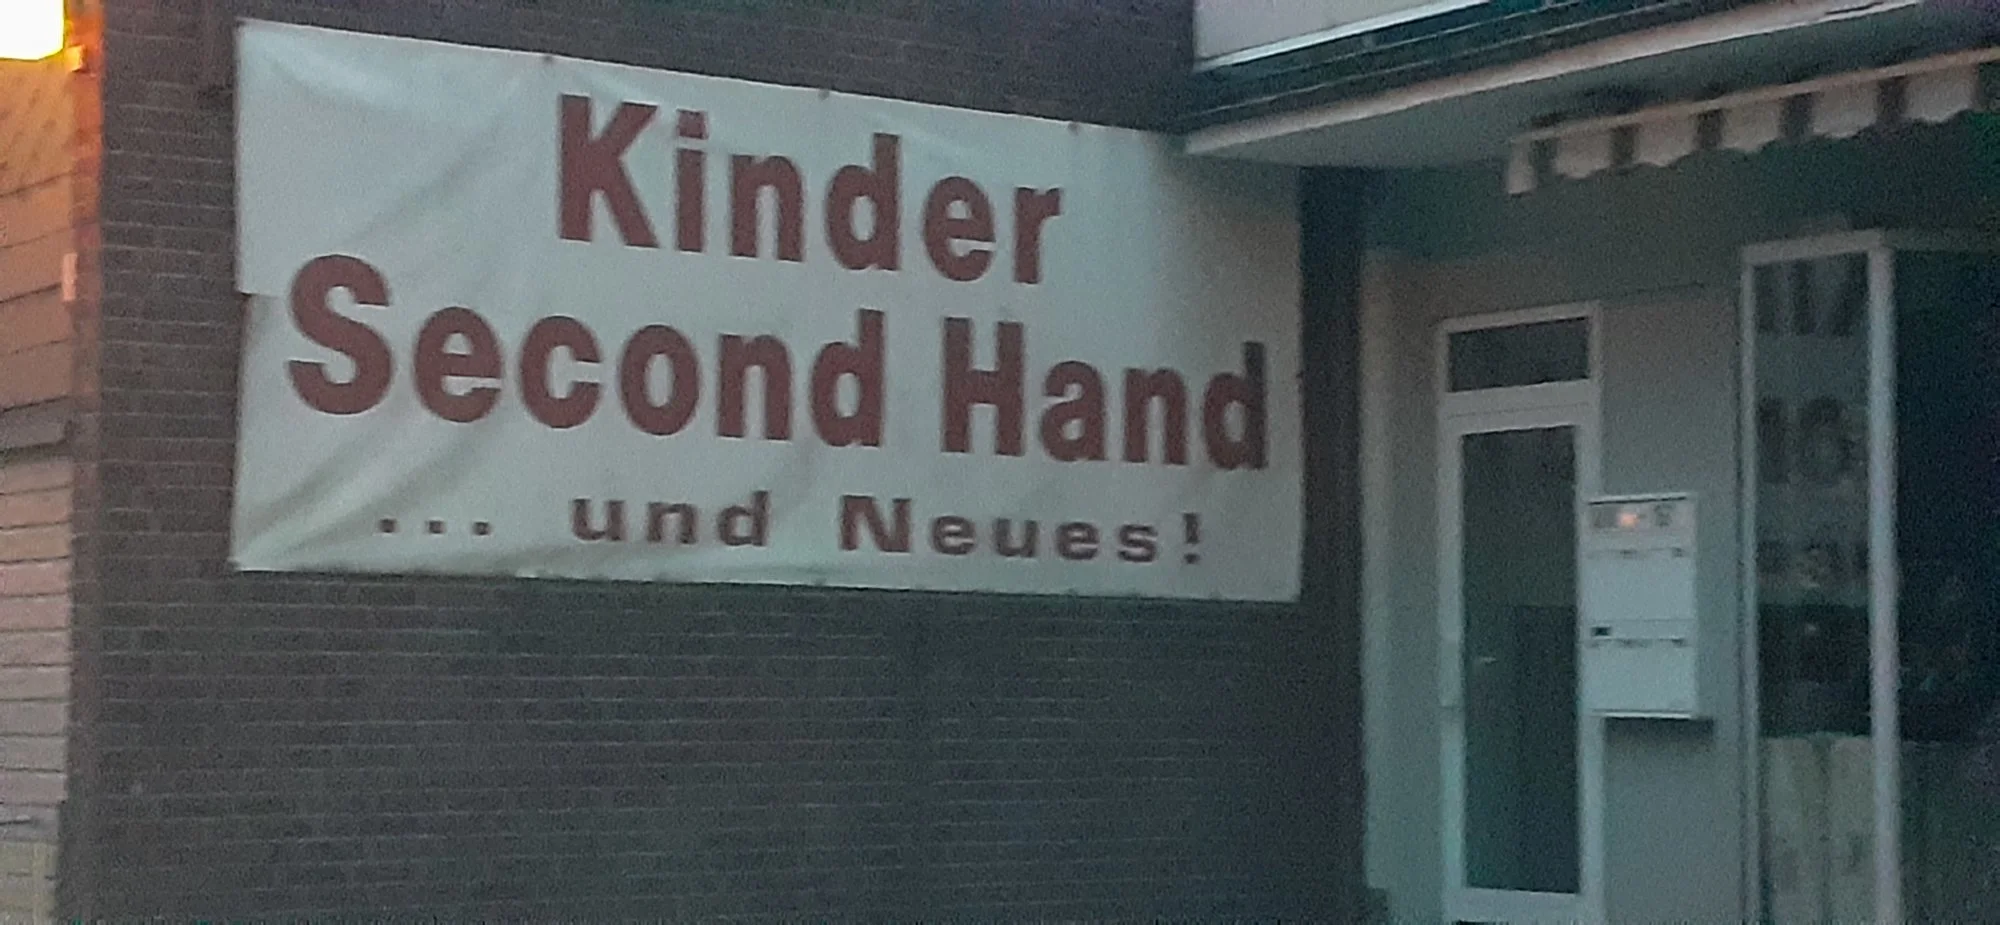 Kinder
Second Hand
... und Neues!